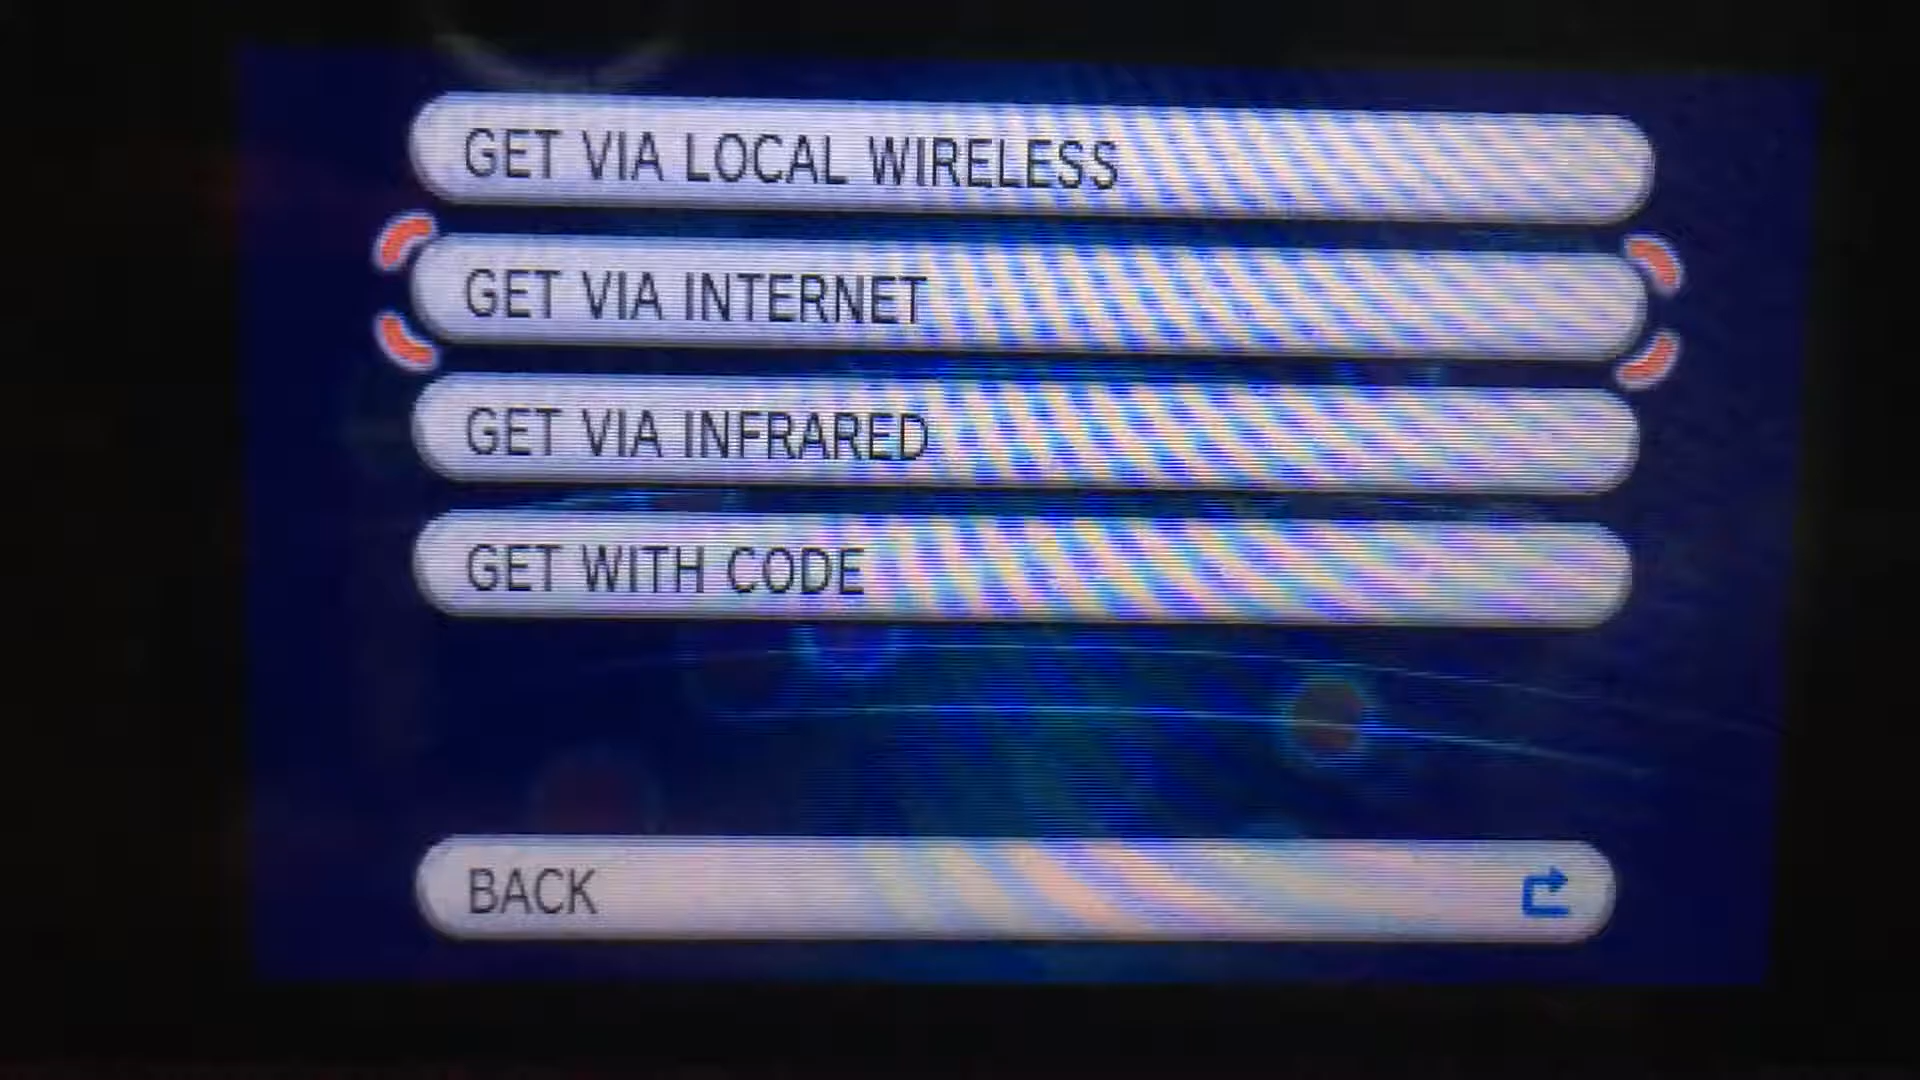 GET VIA LOCAL WIRELESS
GET VIA INTERNET
GET VIA INFRARED
GET WITH CODE
BACK